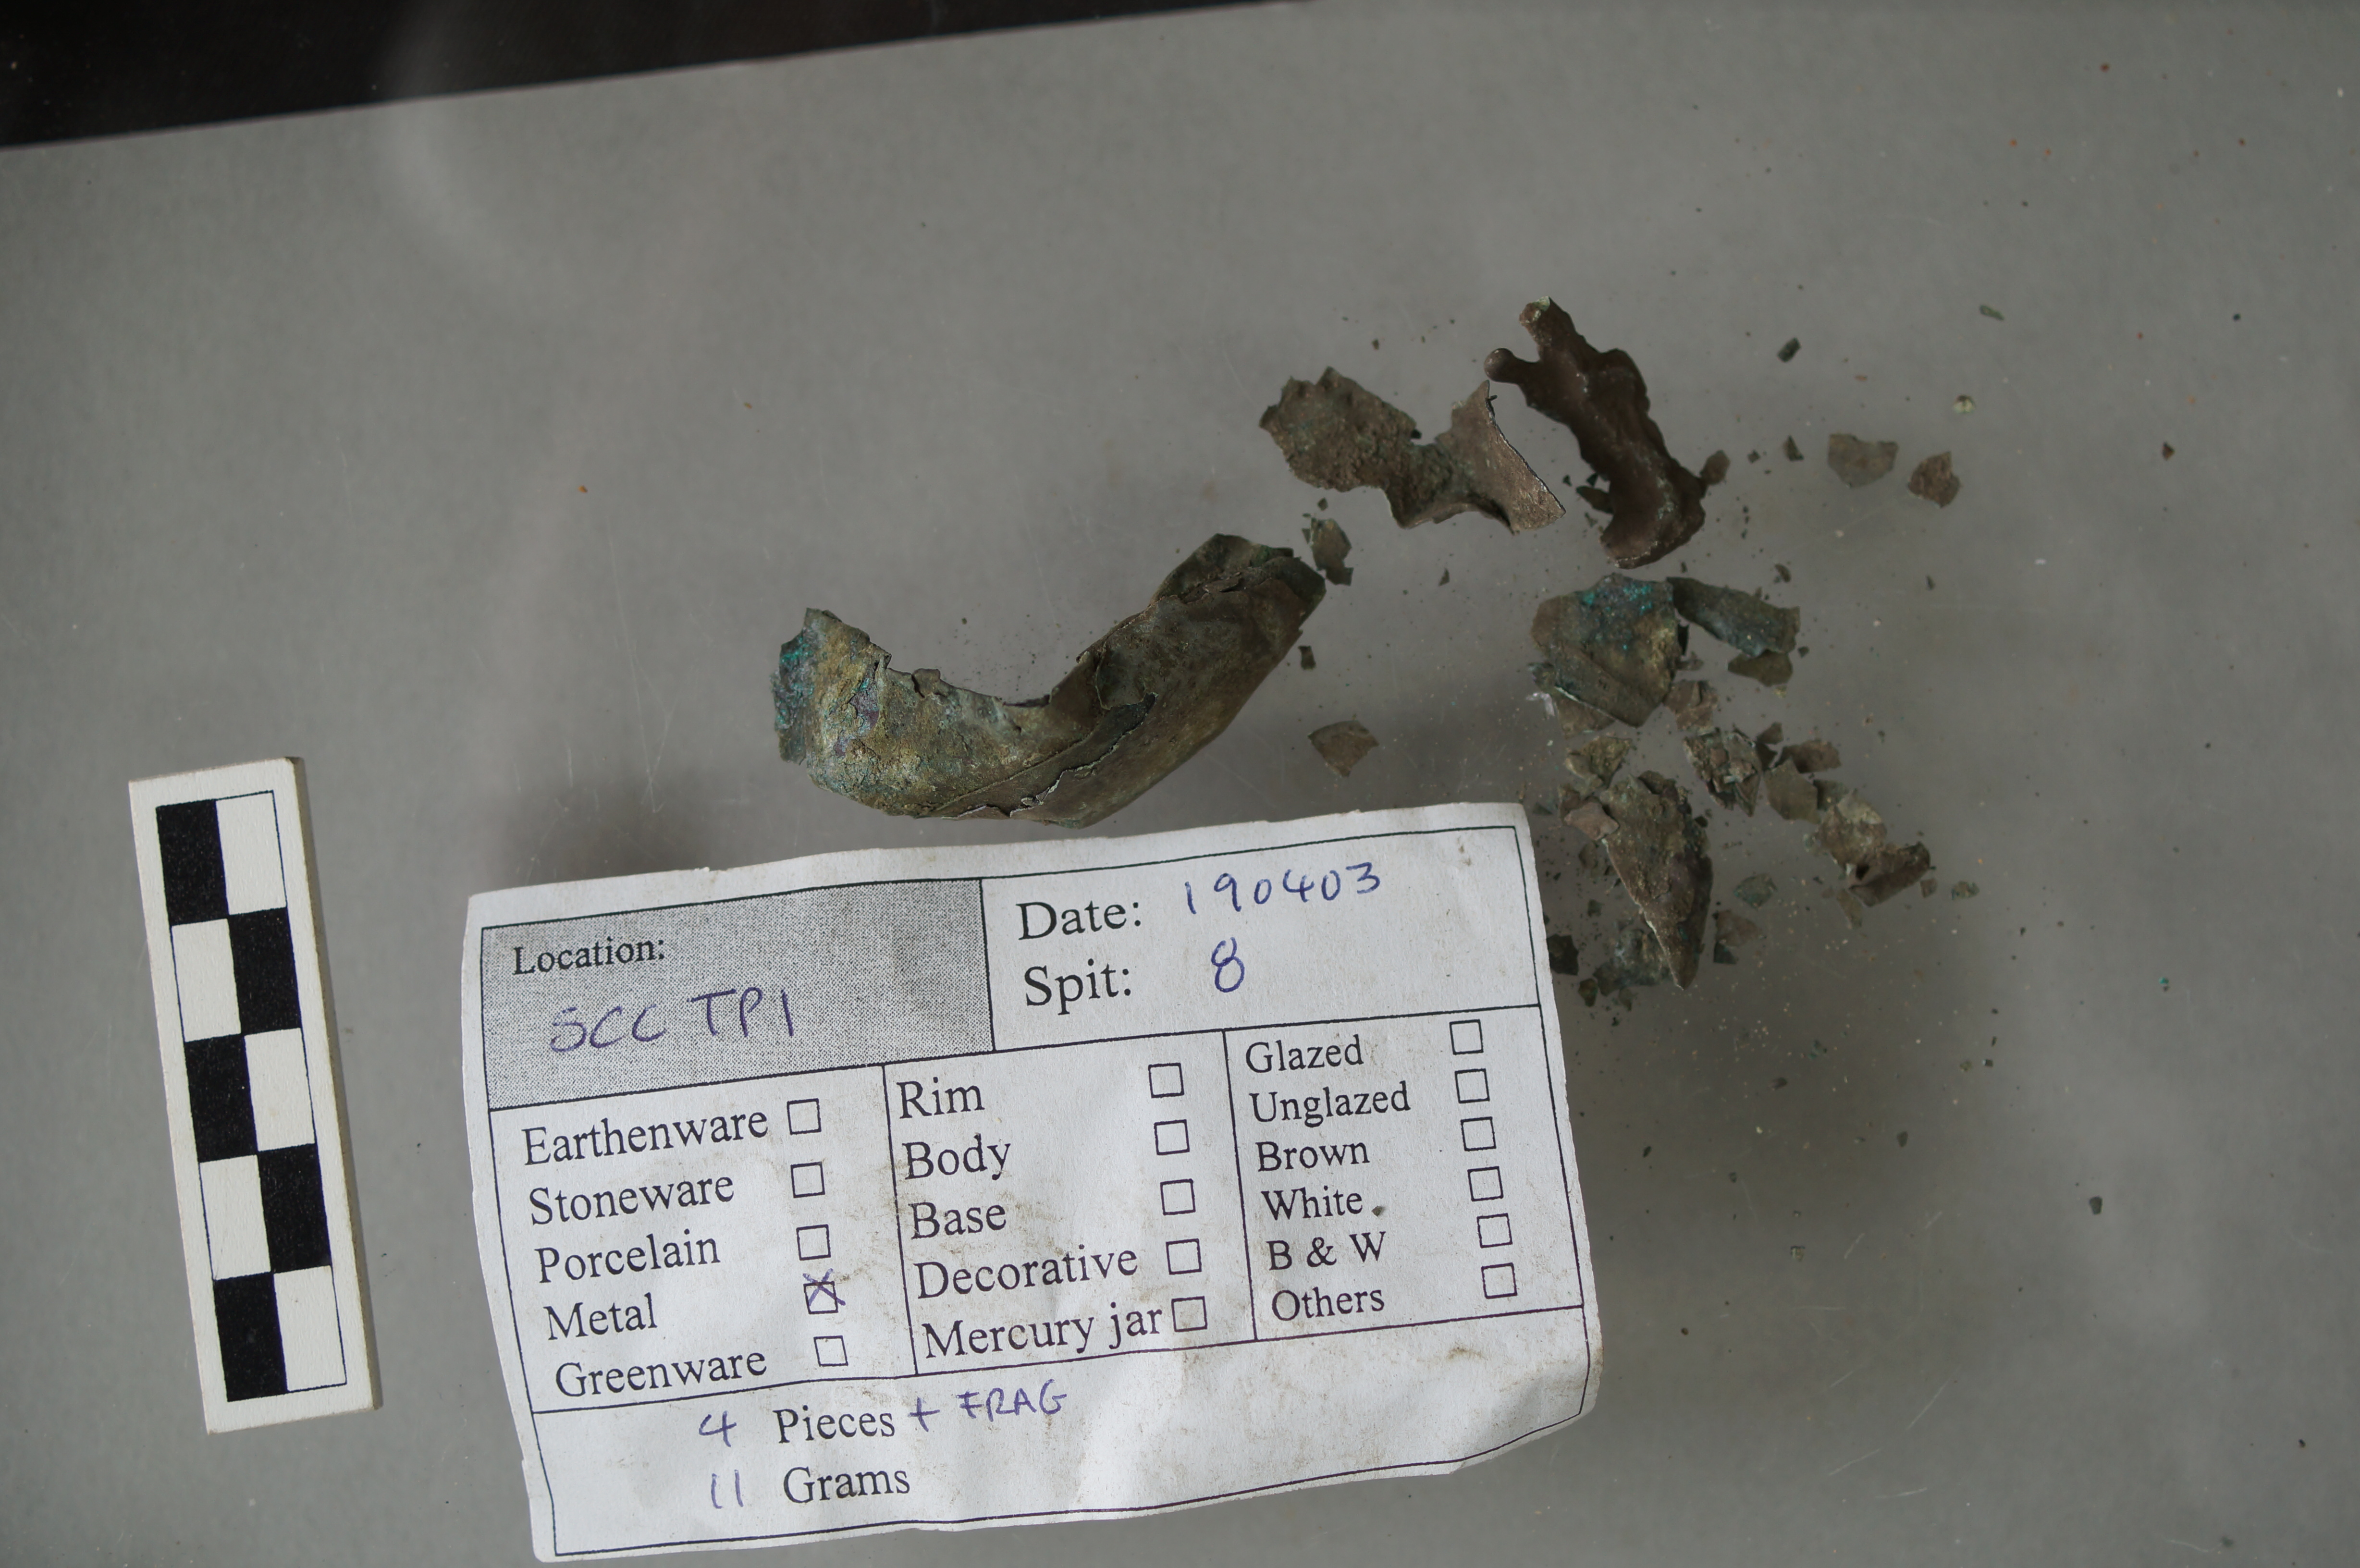 Location:
SCC TP1
Date: 190403
Spit: 8
Earthenware
Stoneware
Porcelain
Metal X
Greenware
Rim
Body
Base
Decorative
Mercury jar
Glazed
Unglazed
Brown
White
B & W
Others
4 Pieces + FRAG
11 Grams